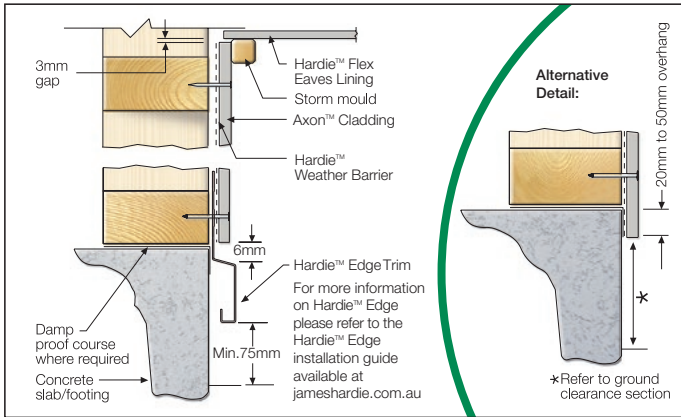 3mm
gap
Hardie™ Flex
Eaves Lining
Storm mould
Axon™ Cladding
Hardie™
Weather Barrier
6mm
Hardie™ Edge Trim
For more information
on Hardie™ Edge
please refer to the
Hardie™ Edge
installation guide
available at
jameshardie.com.au
Damp
proof course
where required
Min.75mm
Concrete
slab/footing
Alternative
Detail:
20mm to 50mm overhang
*
*Refer to ground
clearance section